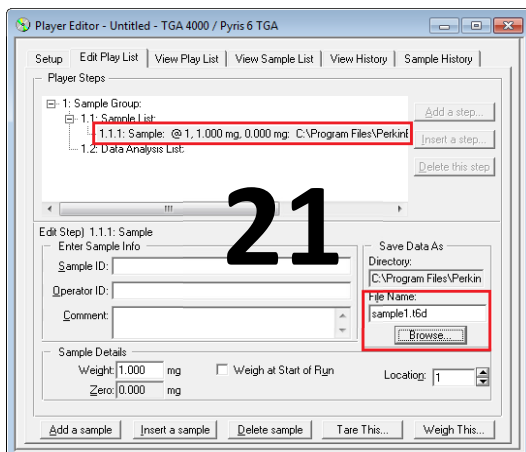 Player Editor - Untitled - TGA 4000 / Pyris 6 TGA
Setup Edit Play List View Play List View Sample List View History Sample History
Player Steps
1: Sample Group:
1.1: Sample List:
1.1.1: Sample: @ 1, 1.000 mg, 0.000 mg: C:\Program Files\PerkinE
1.2: Data Analysis List:
Add a step...
Insert a step...
Delete this step
21
Edit Step) 1.1.1: Sample
Enter Sample Info
Sample ID:
Operator ID:
Comment:
Save Data As
Directory:
C:\Program Files\Perkin
File Name:
sample1.t6d
Browse...
Sample Details
Weight: 1.000 mg Weigh at Start of Run
Zero: 0.000 mg
Location: 1
Add a sample Insert a sample Delete sample Tare This... Weigh This...